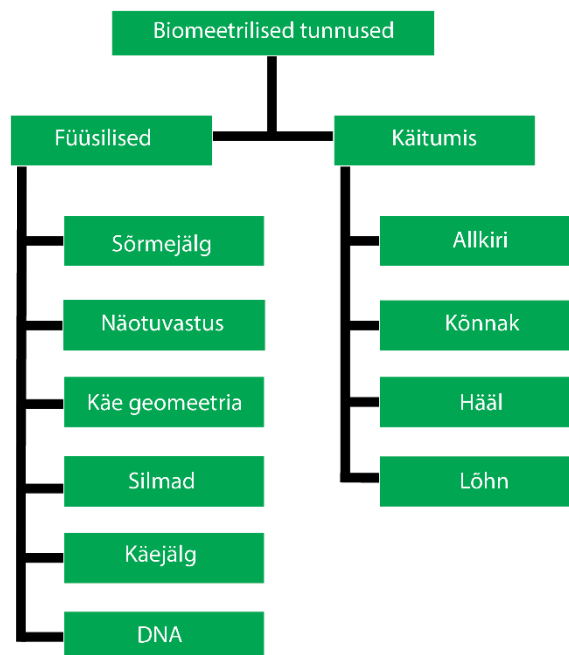 Biomeetrilised tunnused
Füüsilised
Käitumis
Sõrmejälg
Näotuvastus
Käe geomeetria
Silmad
Käejälg
DNA
Allkiri
Kõnnak
Hääl
Lõhn